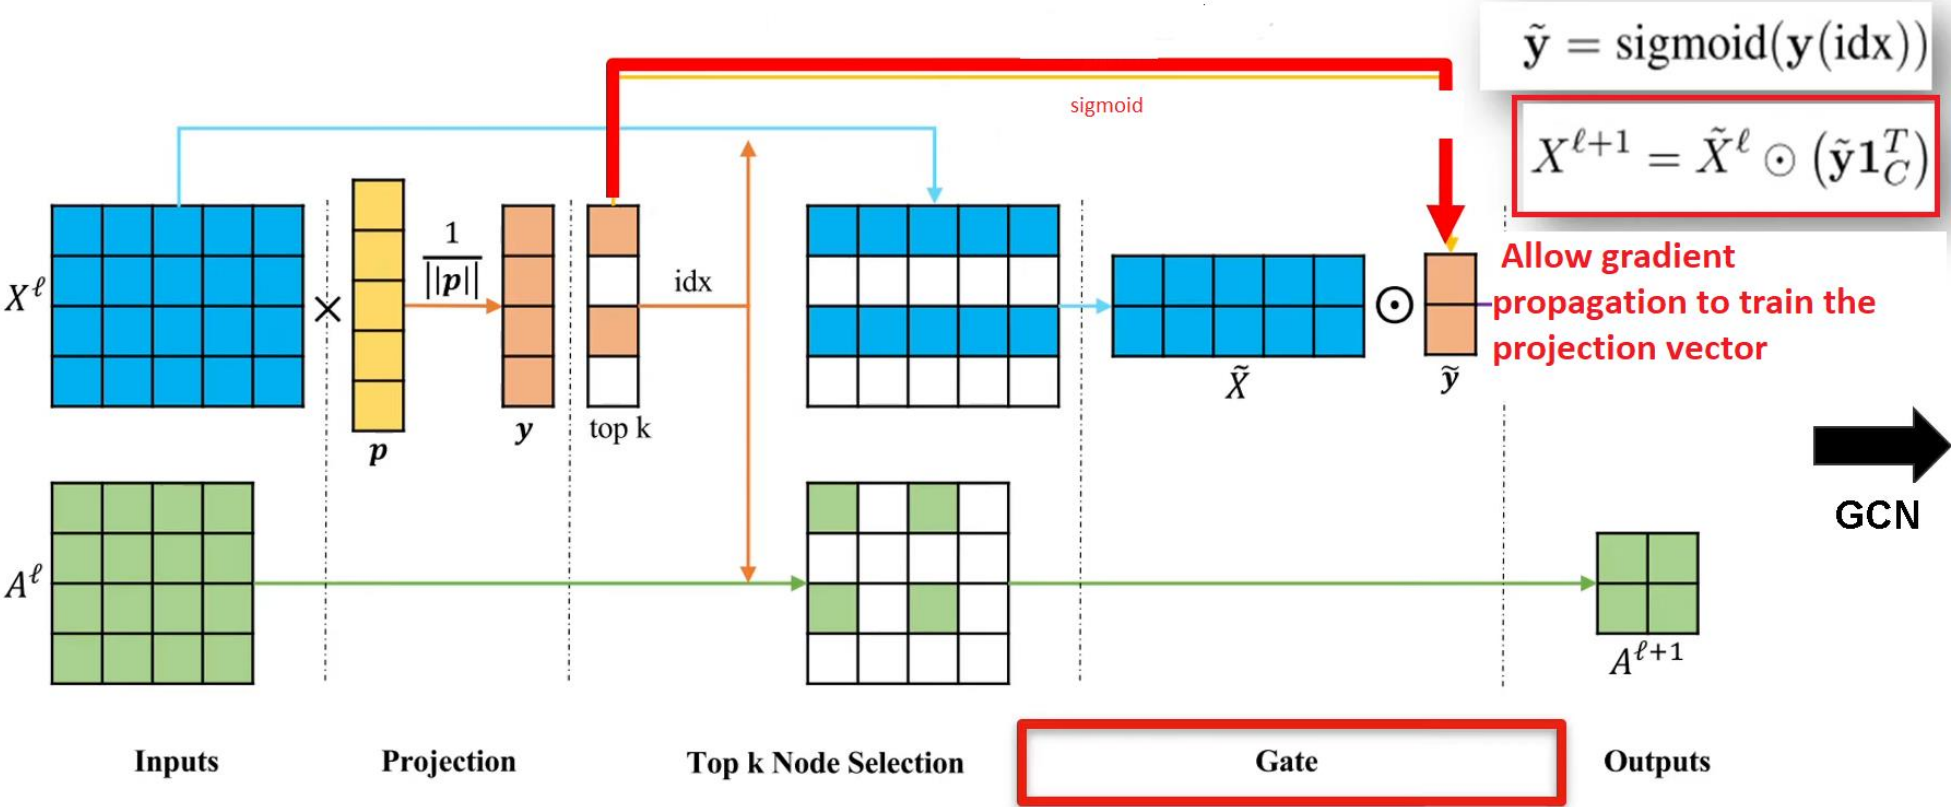 ỹ = sigmoid(y(idx))
sigmoid
X^{ℓ+1} = X̃^ℓ ⊙ (ỹ1_C^T)
Allow gradient
propagation to train the
projection vector
X^ℓ
×
1
||p||
idx
⊙
p
y
top k
X̃
ỹ
GCN
A^ℓ
A^{ℓ+1}
Inputs
Projection
Top k Node Selection
Gate
Outputs